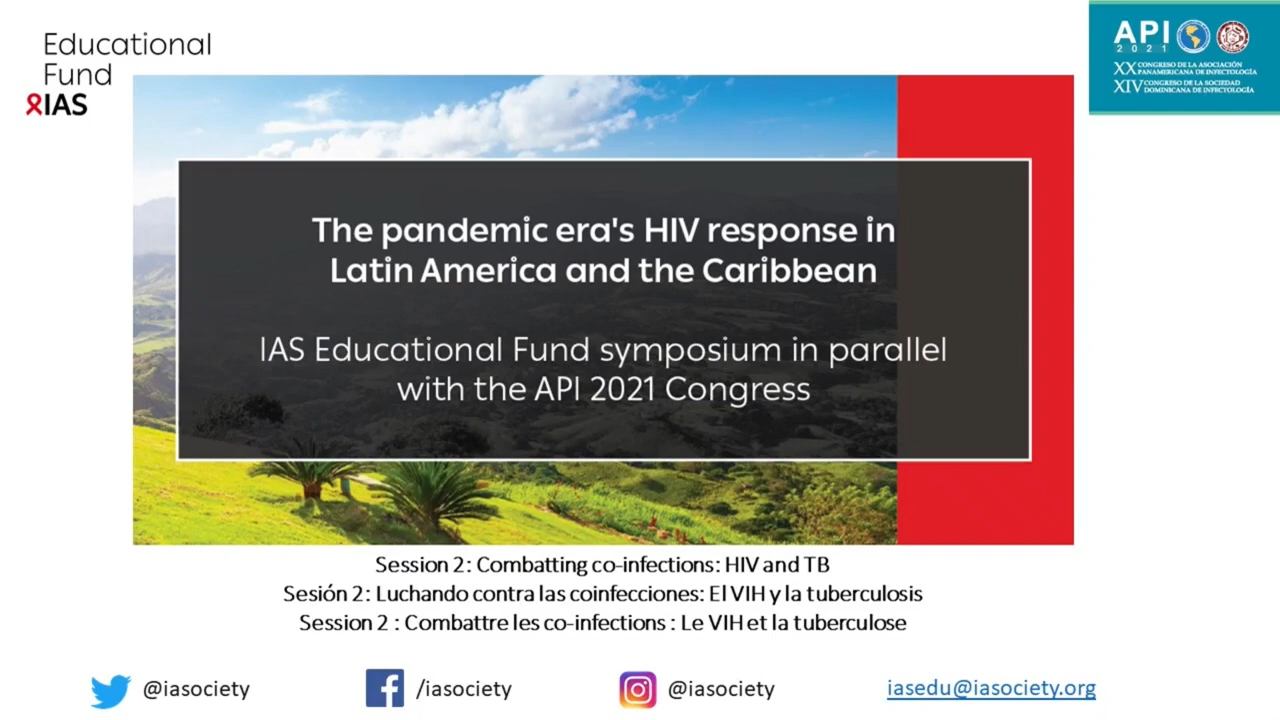 Educational
Fund
IAS
API
2021
XX CONGRESO DE LA ASOCIACIÓN
PANAMERICANA DE INFECTOLOGÍA
XIV CONGRESO DE LA SOCIEDAD
DOMINICANA DE INFECTOLOGÍA
The pandemic era's HIV response in
Latin America and the Caribbean
IAS Educational Fund symposium in parallel
with the API 2021 Congress
Session 2: Combatting co-infections: HIV and TB
Sesión 2: Luchando contra las coinfecciones: El VIH y la tuberculosis
Session 2 : Combattre les co-infections : Le VIH et la tuberculose
@iasociety
/iasociety
@iasociety
iasedu@iasociety.org